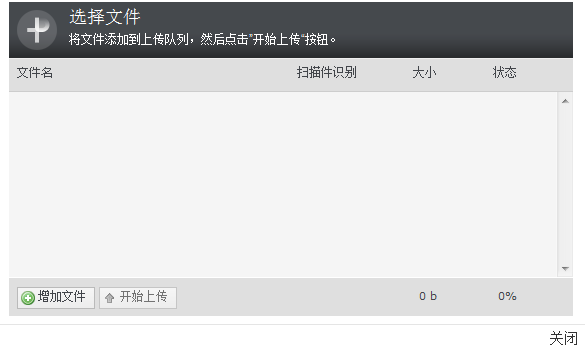 选择文件
将文件添加到上传队列，然后点击"开始上传"按钮。
文件名 扫描件识别 大小 状态
增加文件 开始上传 0 b 0%
关闭